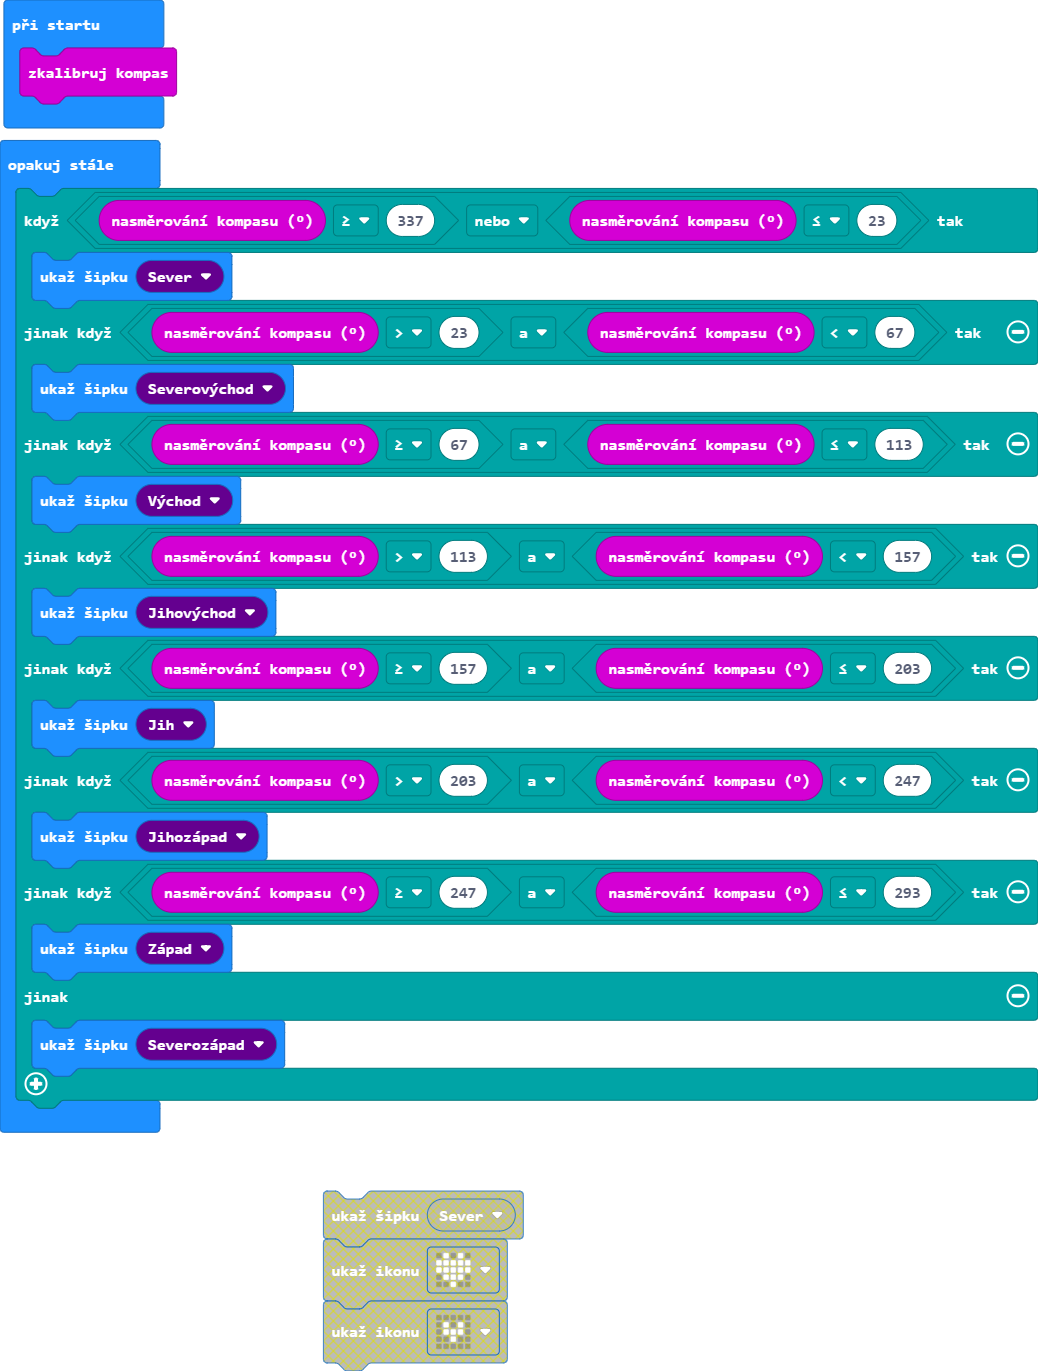 při startu
zkalibruj kompas
opakuj stále
když nasměrování kompasu (º) ≥ 337 nebo nasměrování kompasu (º) ≤ 23 tak
ukaž šipku Sever
jinak když nasměrování kompasu (º) > 23 a nasměrování kompasu (º) < 67 tak
ukaž šipku Severovýchod
jinak když nasměrování kompasu (º) ≥ 67 a nasměrování kompasu (º) ≤ 113 tak
ukaž šipku Východ
jinak když nasměrování kompasu (º) > 113 a nasměrování kompasu (º) < 157 tak
ukaž šipku Jihovýchod
jinak když nasměrování kompasu (º) ≥ 157 a nasměrování kompasu (º) ≤ 203 tak
ukaž šipku Jih
jinak když nasměrování kompasu (º) > 203 a nasměrování kompasu (º) < 247 tak
ukaž šipku Jihozápad
jinak když nasměrování kompasu (º) ≥ 247 a nasměrování kompasu (º) ≤ 293 tak
ukaž šipku Západ
jinak
ukaž šipku Severozápad
ukaž šipku Sever
ukaž ikonu
ukaž ikonu